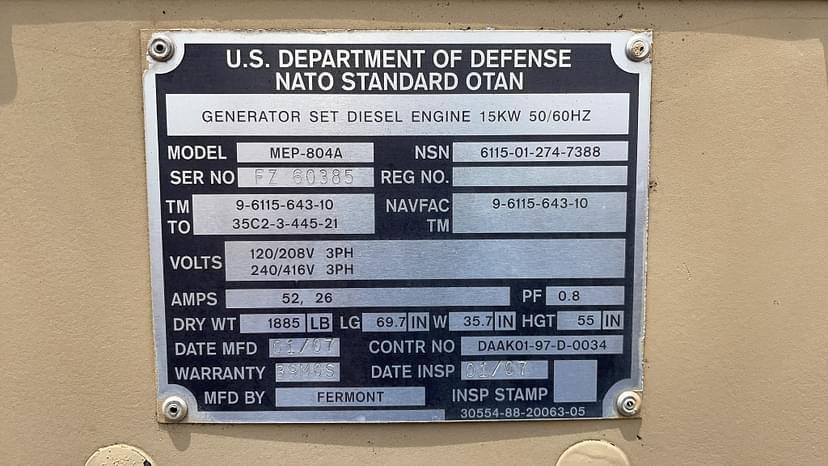 U.S. DEPARTMENT OF DEFENSE
NATO STANDARD OTAN
GENERATOR SET DIESEL ENGINE 15KW 50/60HZ
MODEL MEP-804A NSN 6115-01-274-7388
SER NO FZ 60385 REG NO.
TM 9-6115-643-10 NAVFAC 9-6115-643-10
TO 35C2-3-445-21 TM
VOLTS 120/208V 3PH
240/416V 3PH
AMPS 52, 26 PF 0.8
DRY WT 1885 LB LG 69.7 IN W 35.7 IN HGT 55 IN
DATE MFD 01/07 CONTR NO DAAK01-97-D-0034
WARRANTY DATE INSP 01/07
MFD BY FERMONT INSP STAMP
30554-88-20063-05